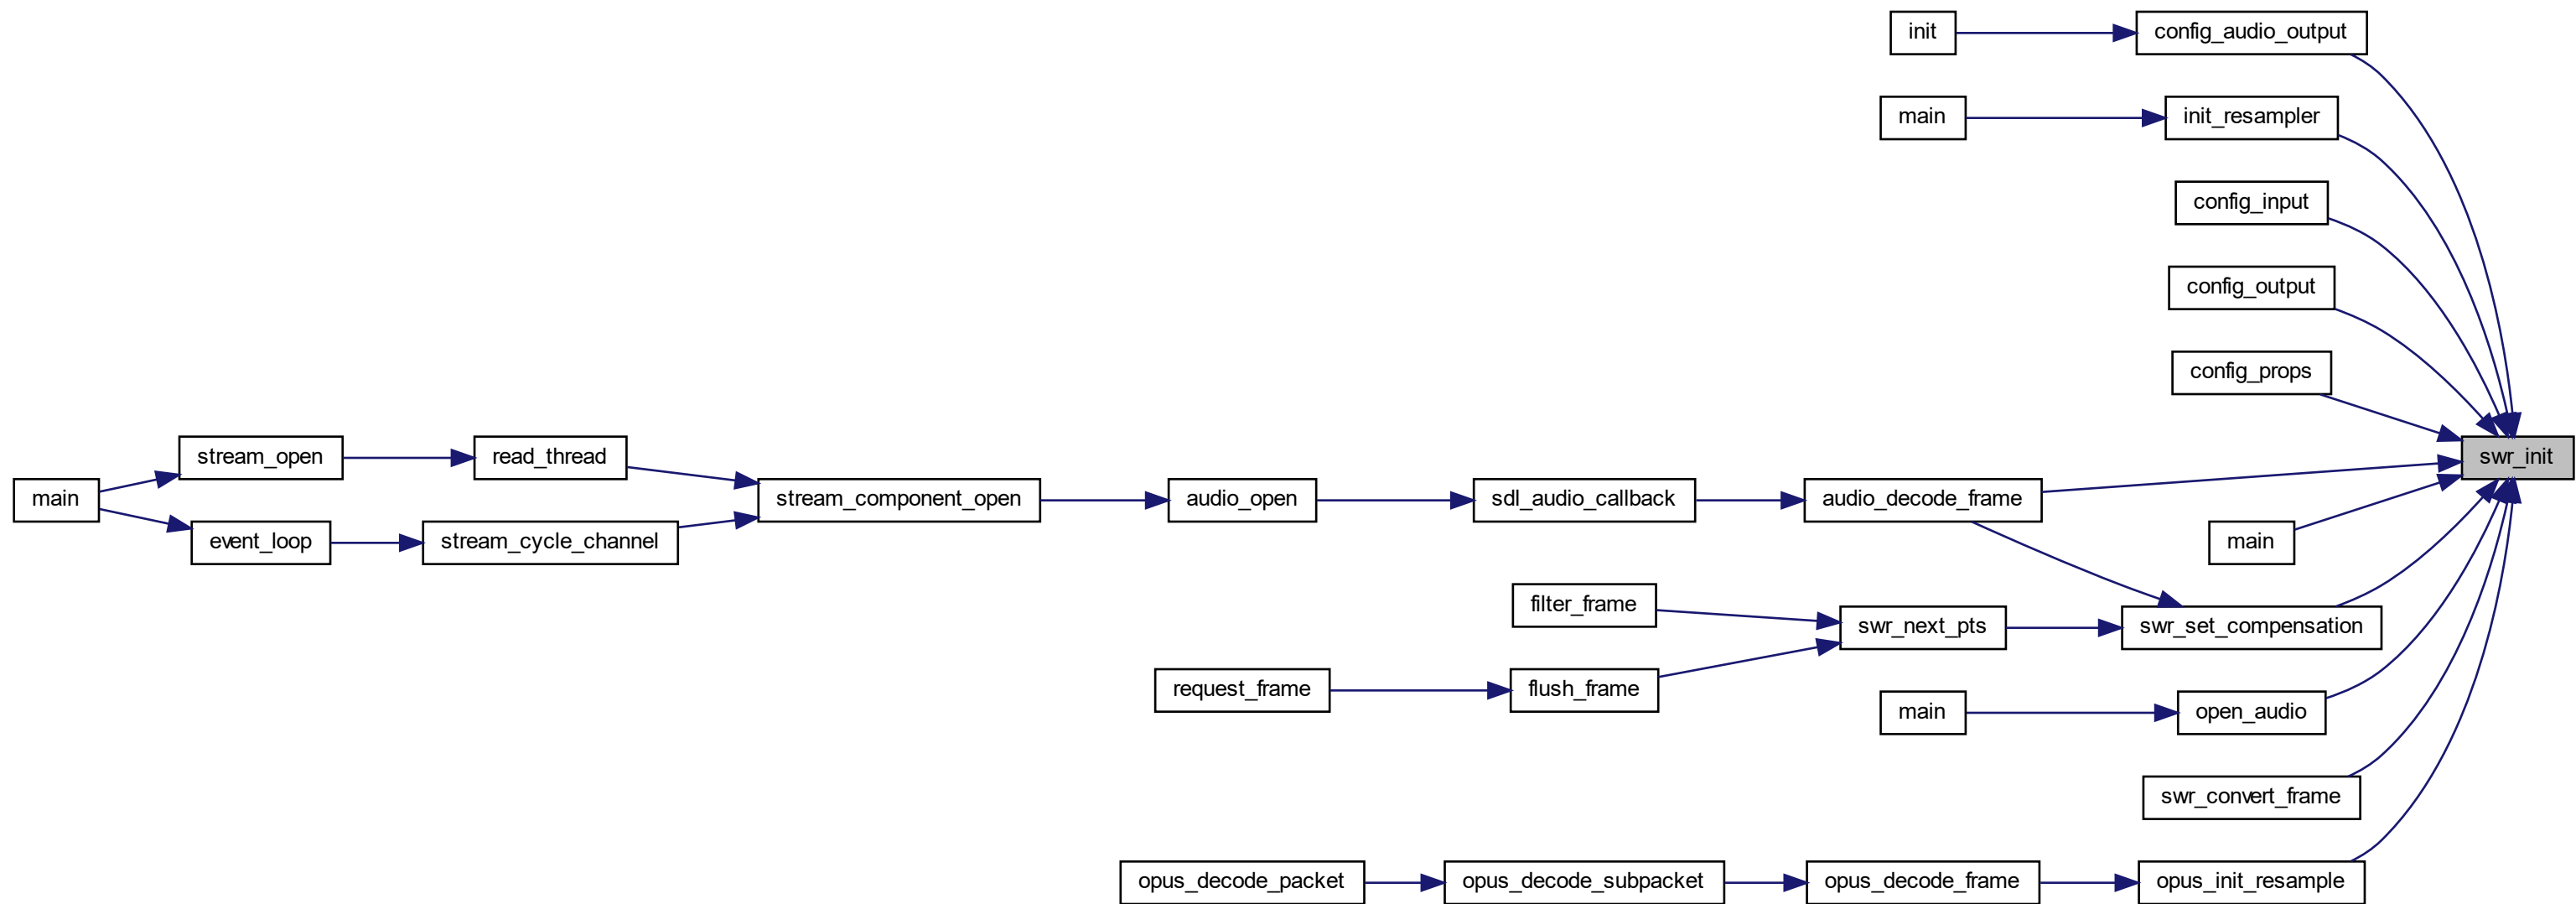 init
config_audio_output
main
init_resampler
config_input
config_output
config_props
stream_open
read_thread
swr_init
main
stream_component_open
audio_open
sdl_audio_callback
audio_decode_frame
event_loop
stream_cycle_channel
main
filter_frame
swr_next_pts
swr_set_compensation
request_frame
flush_frame
main
open_audio
swr_convert_frame
opus_decode_packet
opus_decode_subpacket
opus_decode_frame
opus_init_resample